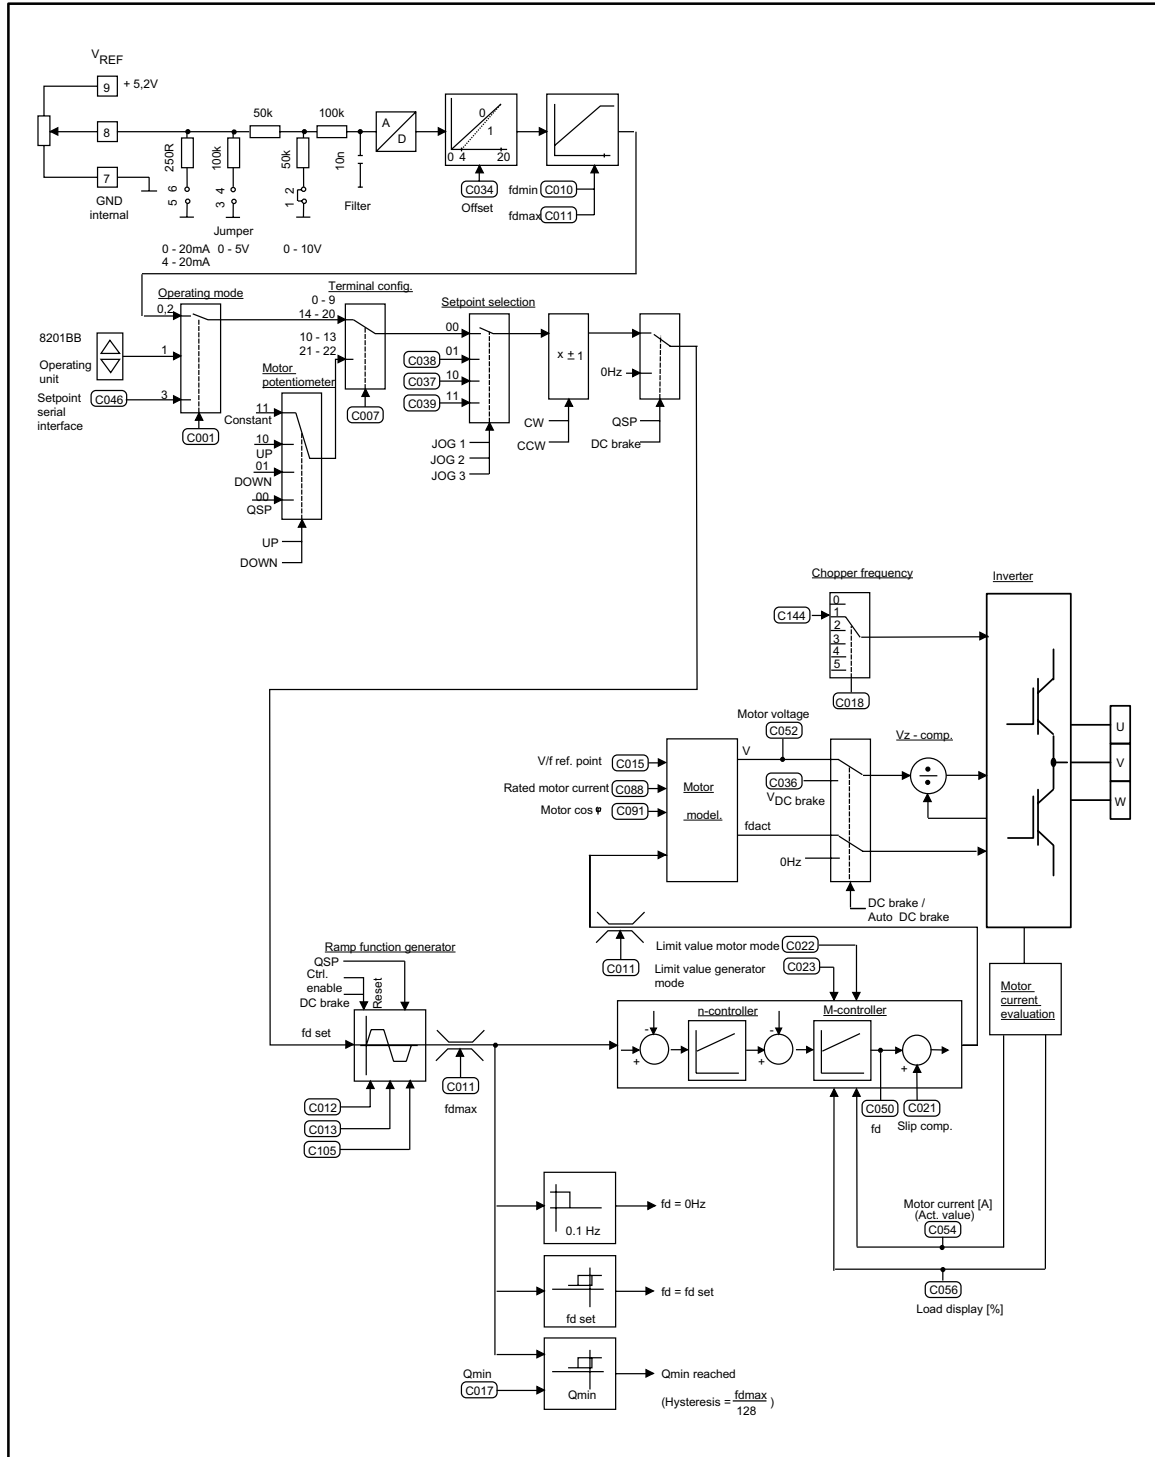 VREF
9 + 5,2V
8
7
GND
internal
250R
100k
50k
50k
100k
10n
5 6
3 4
1 2
Jumper
Filter
0 - 20mA 0 - 5V 0 - 10V
4 - 20mA
A
D
0
1
0 4 20
C034
Offset
fdmin C010
fdmax C011
Operating mode
0,2
1
3
8201BB
Operating
unit
Setpoint
serial
interface
C046
C001
Terminal config.
0 - 9
14 - 20
10 - 13
21 - 22
C007
Motor
potentiometer
11
Constant
10
UP
01
DOWN
00
QSP
UP
DOWN
Setpoint selection
00
C038 01
C037 10
C039 11
JOG 1
JOG 2
JOG 3
x ± 1
CW
CCW
0Hz
QSP
DC brake
Chopper frequency
C144
0
1
2
3
4
5
C018
Inverter
U
V
W
Motor voltage
C052
V
V/f ref. point C015
Rated motor current C088
Motor cos φ C091
Motor
model.
C036
VDC brake
fdact
0Hz
Vz - comp.
DC brake /
Auto DC brake
Ramp function generator
QSP
Ctrl.
enable
DC brake
Reset
fd set
C012
C013
C105
C011
fdmax
C011
Limit value motor mode C022
Limit value generator
mode
C023
n-controller
M-controller
-
+
-
+
+
C050
fd
C021
Slip comp.
Motor
current
evaluation
Motor current [A]
(Act. value)
C054
C056
Load display [%]
0.1 Hz
fd = 0Hz
fd set
fd = fd set
Qmin
C017
Qmin
Qmin reached
(Hysteresis = fdmax
128 )